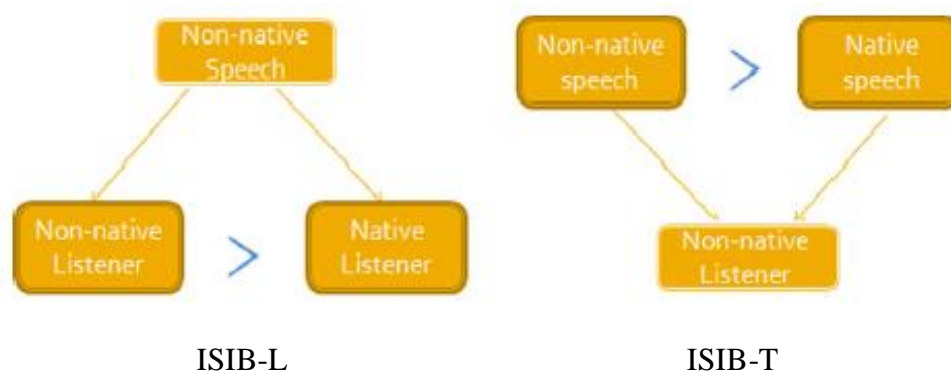 Non-native
Speech
Non-native
Listener
>
Native
Listener
ISIB-L
Non-native
speech
>
Native
speech
Non-native
Listener
ISIB-T